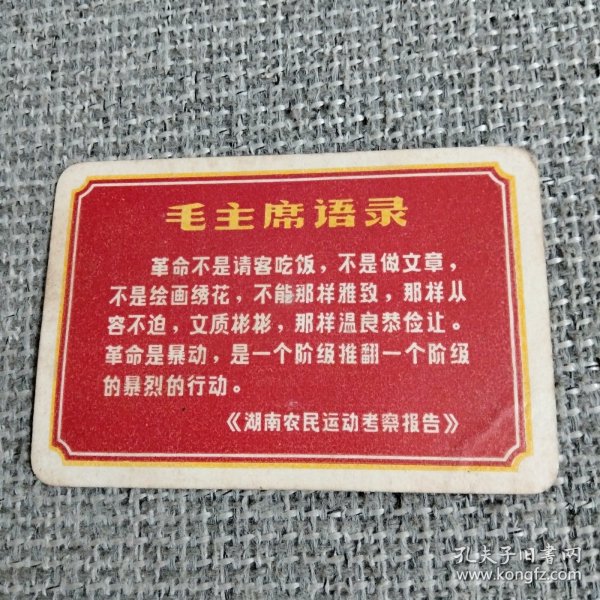 毛主席语录
革命不是请客吃饭，不是做文章，
不是绘画绣花，不能那样雅致，那样从
容不迫，文质彬彬，那样温良恭俭让。
革命是暴动，是一个阶级推翻一个阶级
的暴烈的行动。
《湖南农民运动考察报告》
孔夫子旧书网
www.kongfz.com